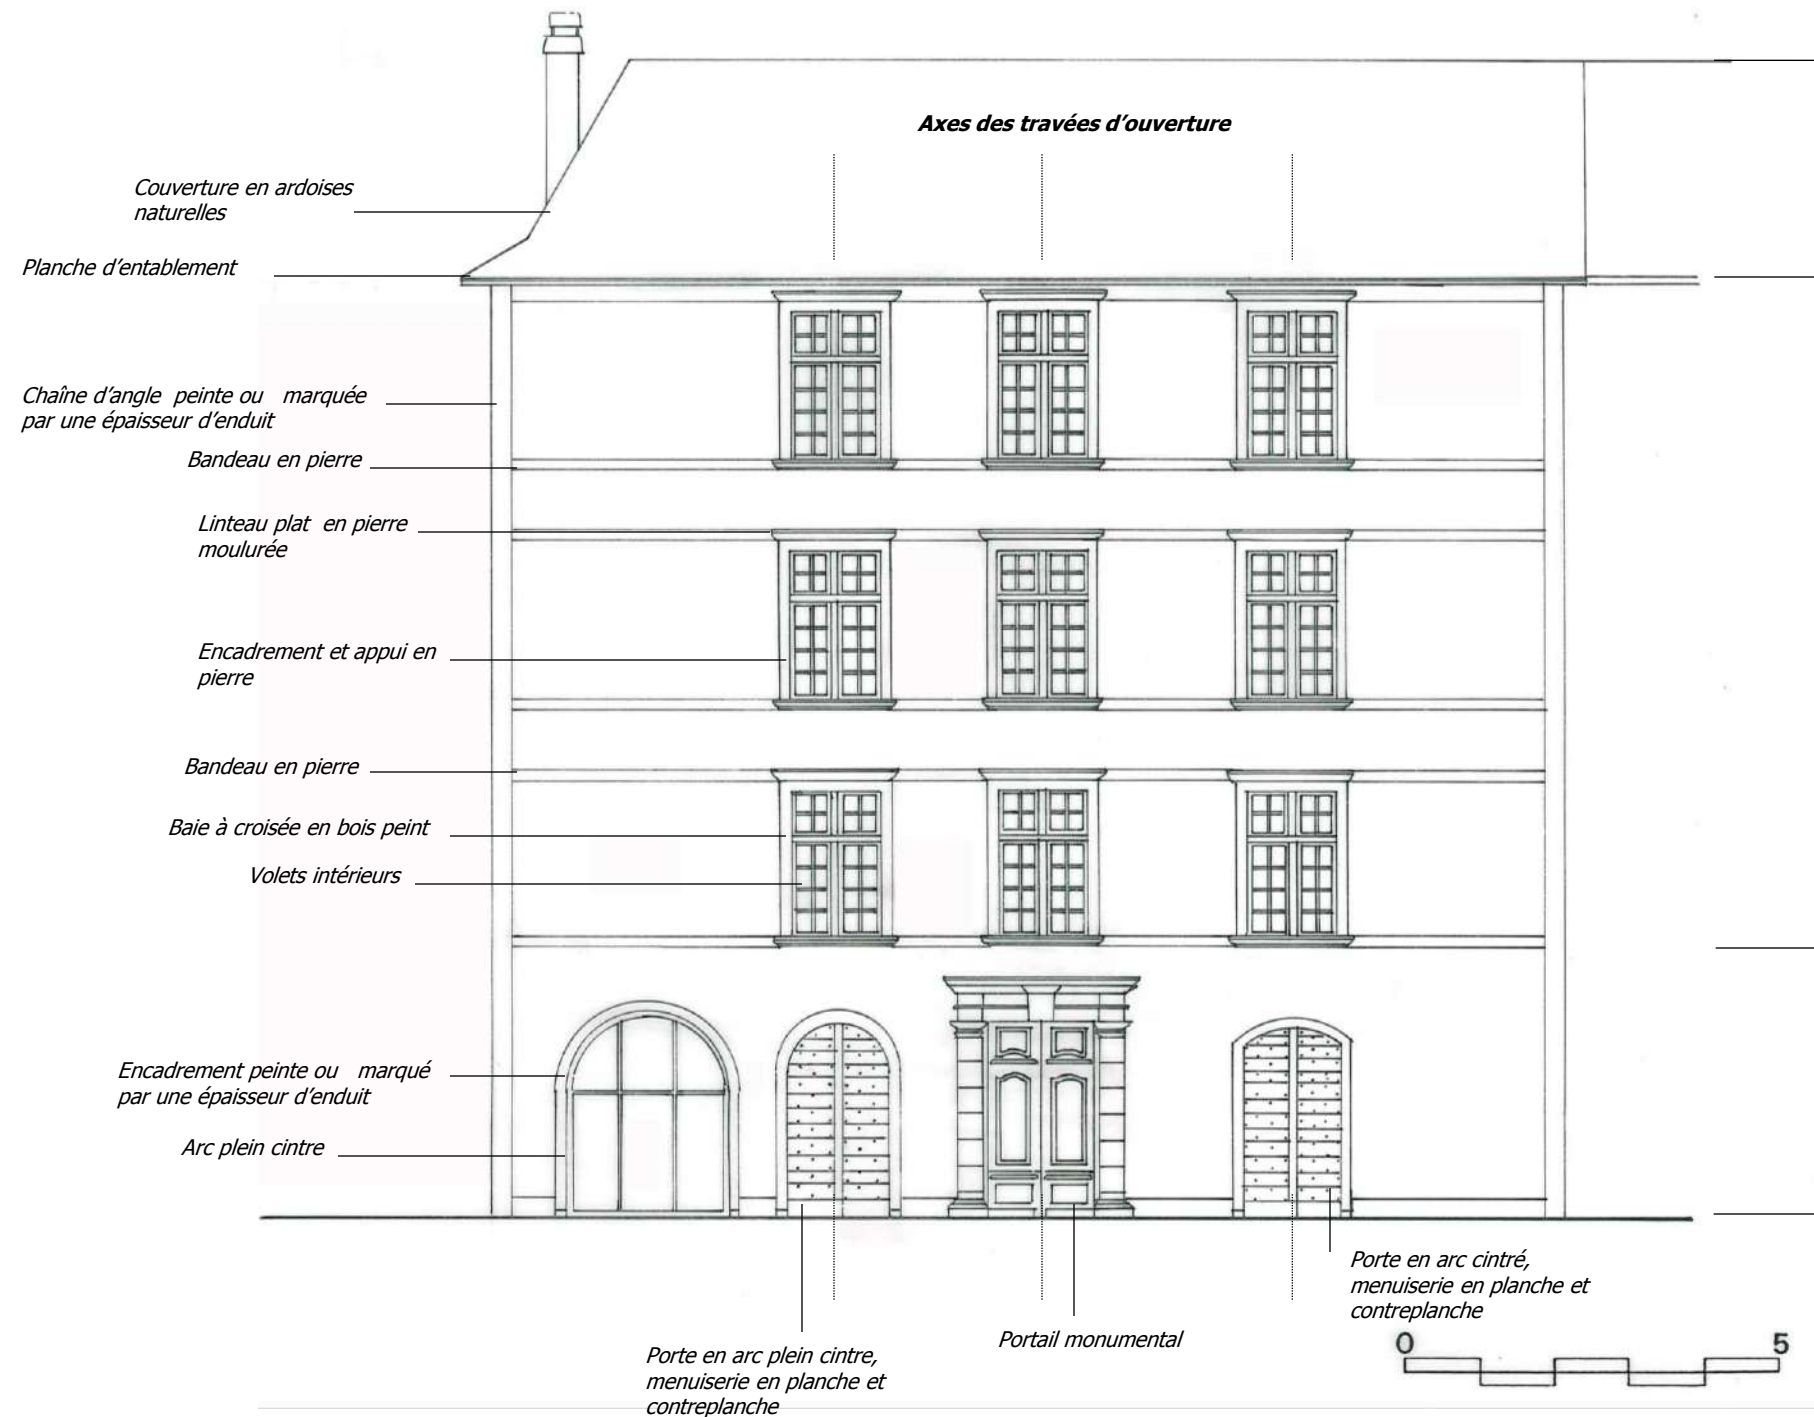 Axes des travées d'ouverture
Couverture en ardoises
naturelles
Planche d'entablement
Chaîne d'angle peinte ou marquée
par une épaisseur d'enduit
Bandeau en pierre
Linteau plat en pierre
moulurée
Encadrement et appui en
pierre
Bandeau en pierre
Baie à croisée en bois peint
Volets intérieurs
Encadrement peinte ou marqué
par une épaisseur d'enduit
Arc plein cintre
Porte en arc cintré,
menuiserie en planche et
contreplanche
Portail monumental
Porte en arc plein cintre,
menuiserie en planche et
contreplanche
0 5